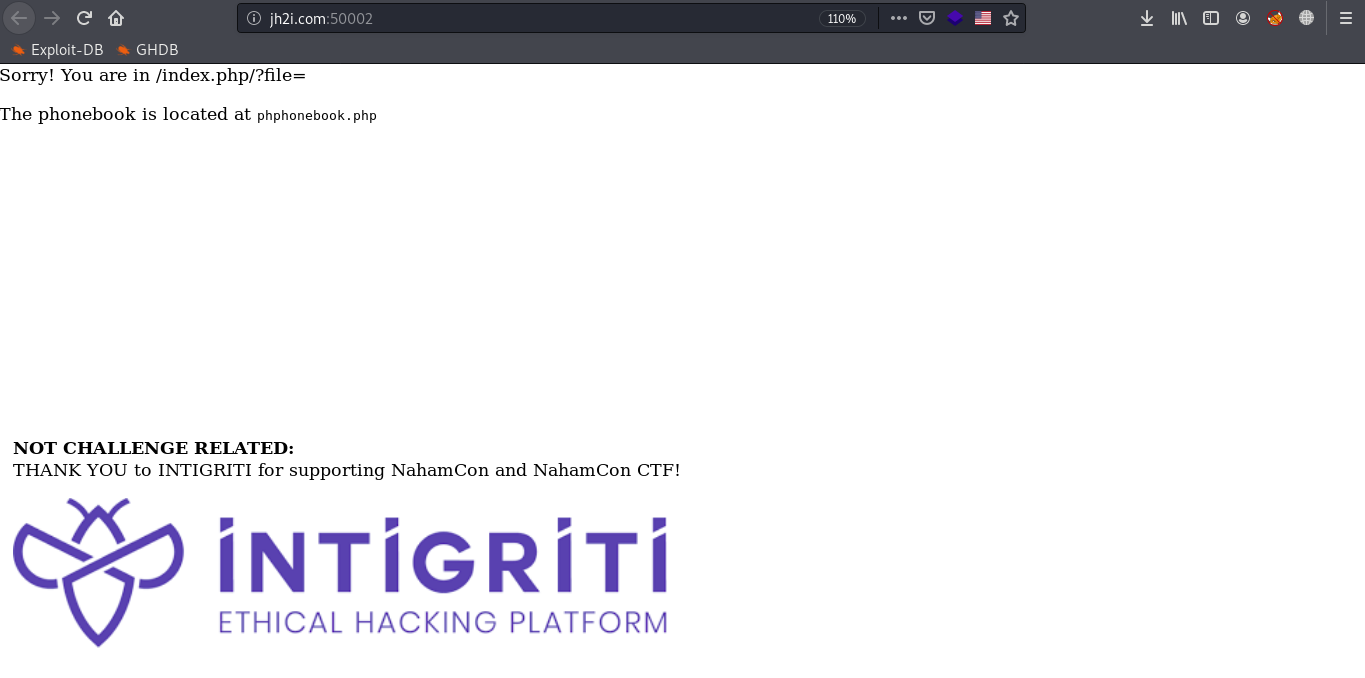 jh2i.com:50002
110%
Exploit-DB GHDB
Sorry! You are in /index.php/?file=
The phonebook is located at phphonebook.php
NOT CHALLENGE RELATED:
THANK YOU to INTIGRITI for supporting NahamCon and NahamCon CTF!
iNTiGRiTi
ETHICAL HACKING PLATFORM